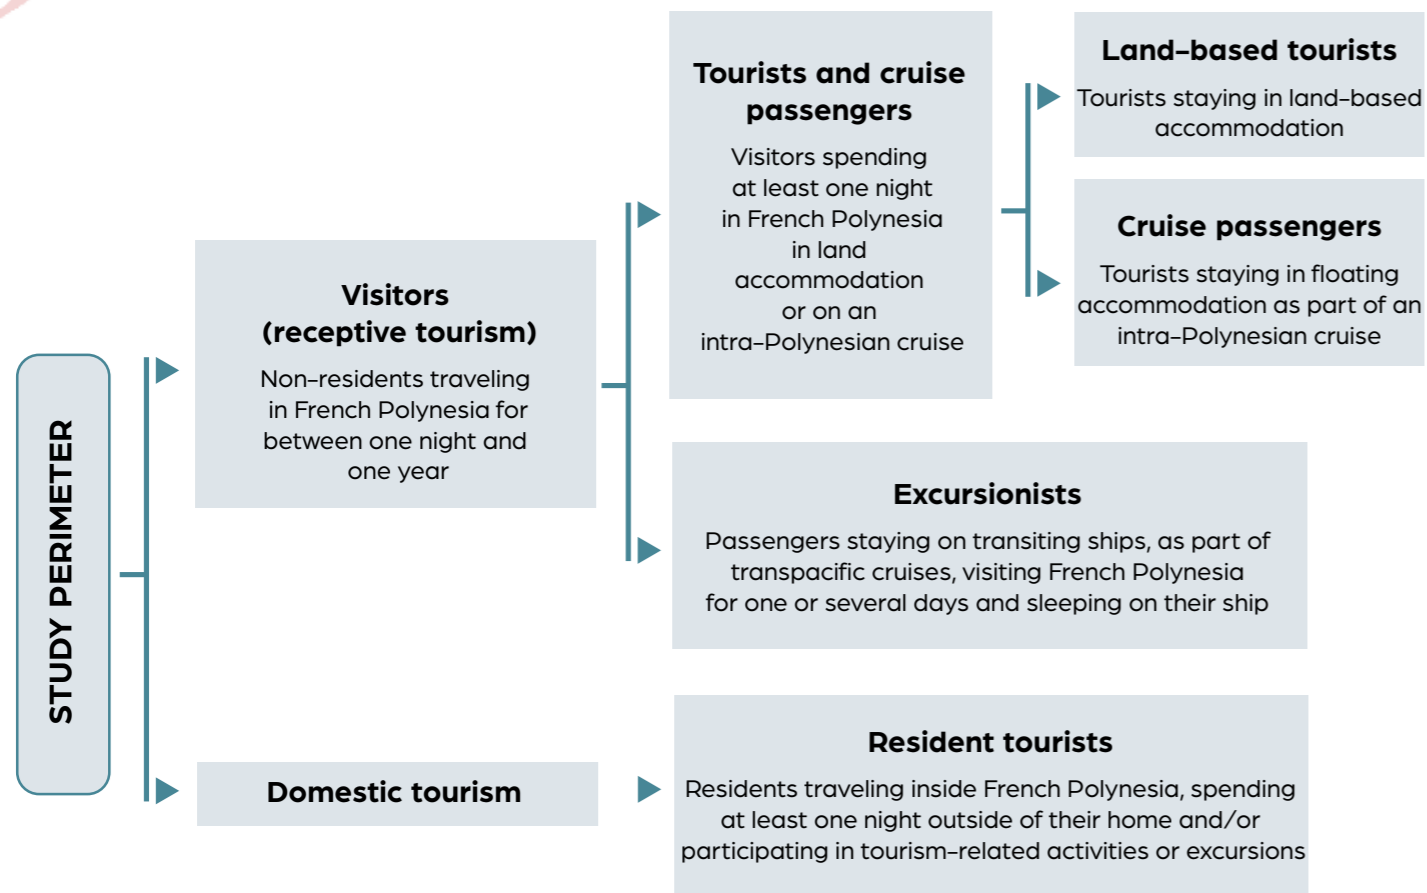 STUDY PERIMETER
Visitors
(receptive tourism)
Non-residents traveling
in French Polynesia for
between one night and
one year
Tourists and cruise
passengers
Visitors spending
at least one night
in French Polynesia
in land
accommodation
or on an
intra-Polynesian cruise
Land-based tourists
Tourists staying in land-based
accommodation
Cruise passengers
Tourists staying in floating
accommodation as part of an
intra-Polynesian cruise
Excursionists
Passengers staying on transiting ships, as part of
transpacific cruises, visiting French Polynesia
for one or several days and sleeping on their ship
Domestic tourism
Resident tourists
Residents traveling inside French Polynesia, spending
at least one night outside of their home and/or
participating in tourism-related activities or excursions